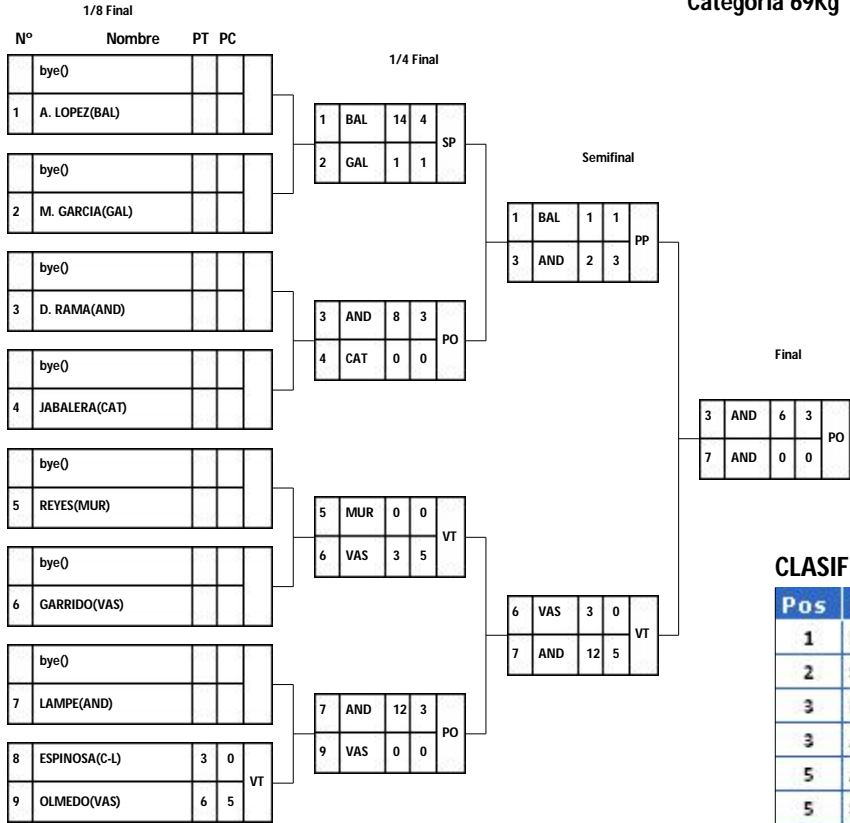 Categoría 69Kg
1/8 Final
Nº Nombre PT PC
bye()
1 A. LOPEZ(BAL)
bye()
2 M. GARCIA(GAL)
bye()
3 D. RAMA(AND)
bye()
4 JABALERA(CAT)
bye()
5 REYES(MUR)
bye()
6 GARRIDO(VAS)
bye()
7 LAMPE(AND)
8 ESPINOSA(C-L) 3 0
VT
9 OLMEDO(VAS) 6 5
1/4 Final
1 BAL 14 4
SP
2 GAL 1 1
3 AND 8 3
PO
4 CAT 0 0
5 MUR 0 0
VT
6 VAS 3 5
7 AND 12 3
PO
9 VAS 0 0
Semifinal
1 BAL 1 1
PP
3 AND 2 3
6 VAS 3 0
VT
7 AND 12 5
Final
3 AND 6 3
PO
7 AND 0 0
CLASIF
Pos
1
2
3
3
5
5